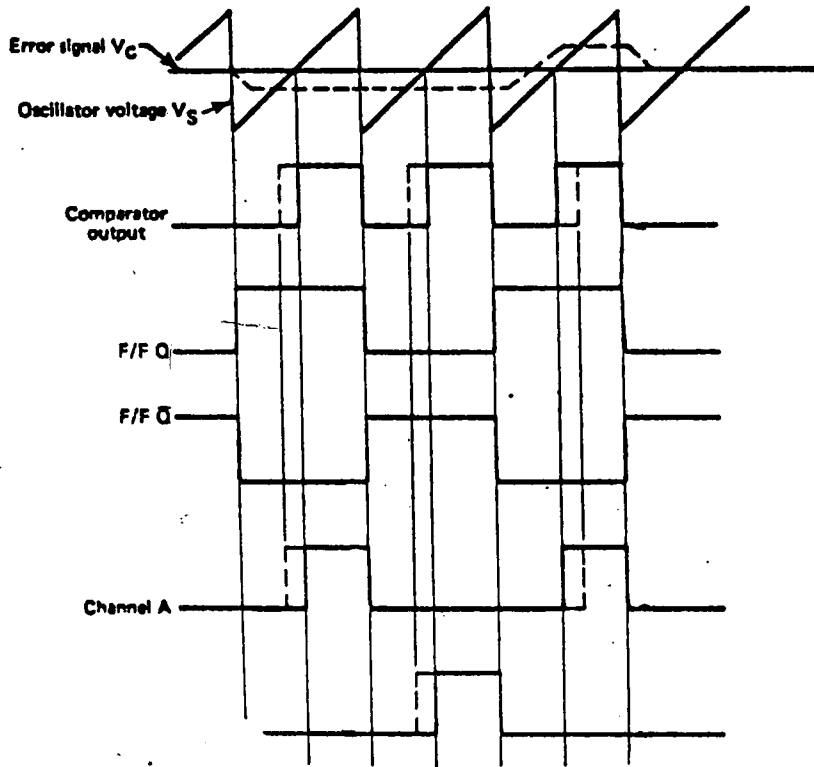 Error signal V_C
Oscillator voltage V_S
Comparator
output
F/F Q
F/F Q̅
Channel A